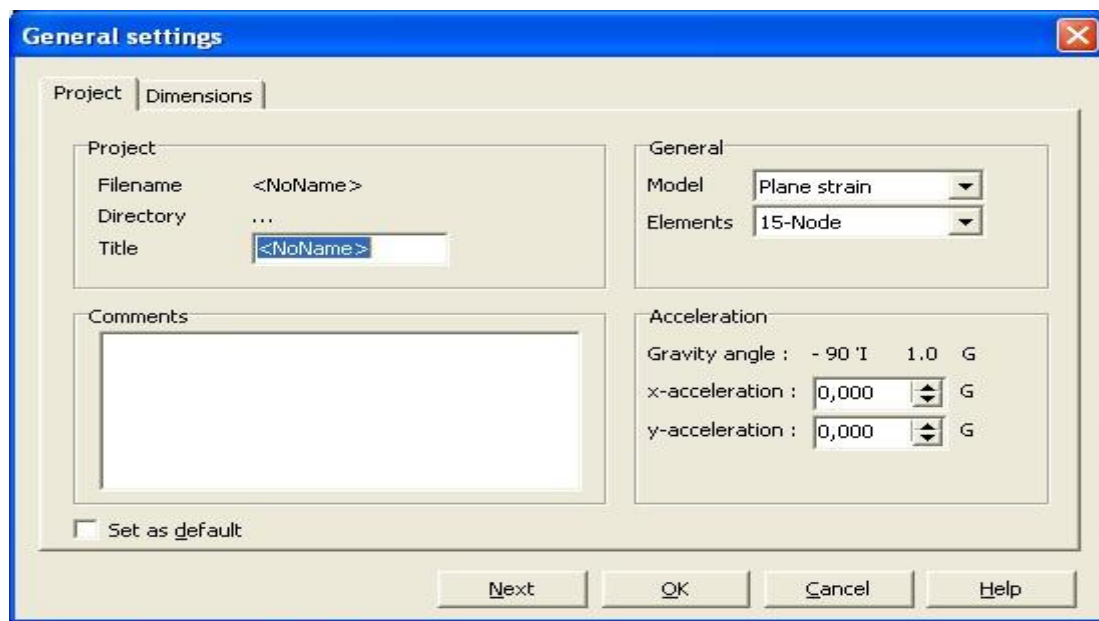 General settings
Project Dimensions
Project
Filename <NoName>
Directory ...
Title <NoName>
General
Model Plane strain
Elements 15-Node
Comments
Acceleration
Gravity angle : - 90 'I 1.0 G
x-acceleration : 0,000 G
y-acceleration : 0,000 G
Set as default
Next OK Cancel Help